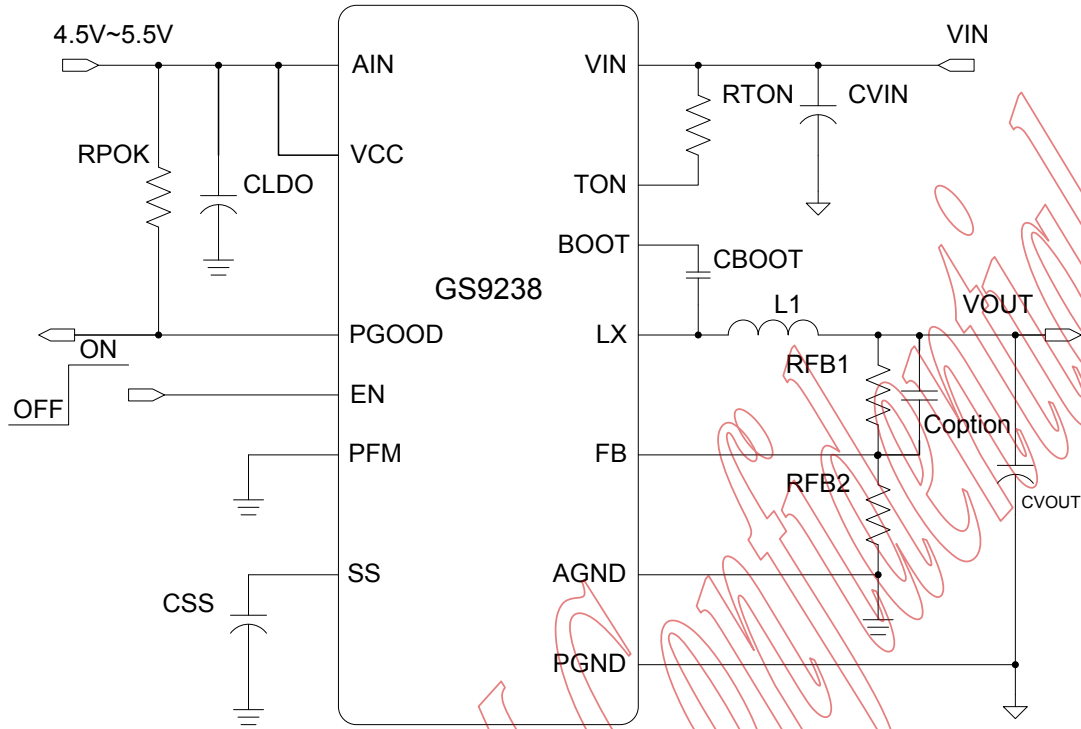 4.5V~5.5V
VIN
AIN
VIN
RTON
CVIN
RPOK
VCC
CLDO
TON
BOOT
CBOOT
GS9238
L1
VOUT
PGOOD
LX
ON
RFB1
OFF
EN
Coption
PFM
FB
RFB2
CVOUT
SS
AGND
CSS
PGND
Confidential